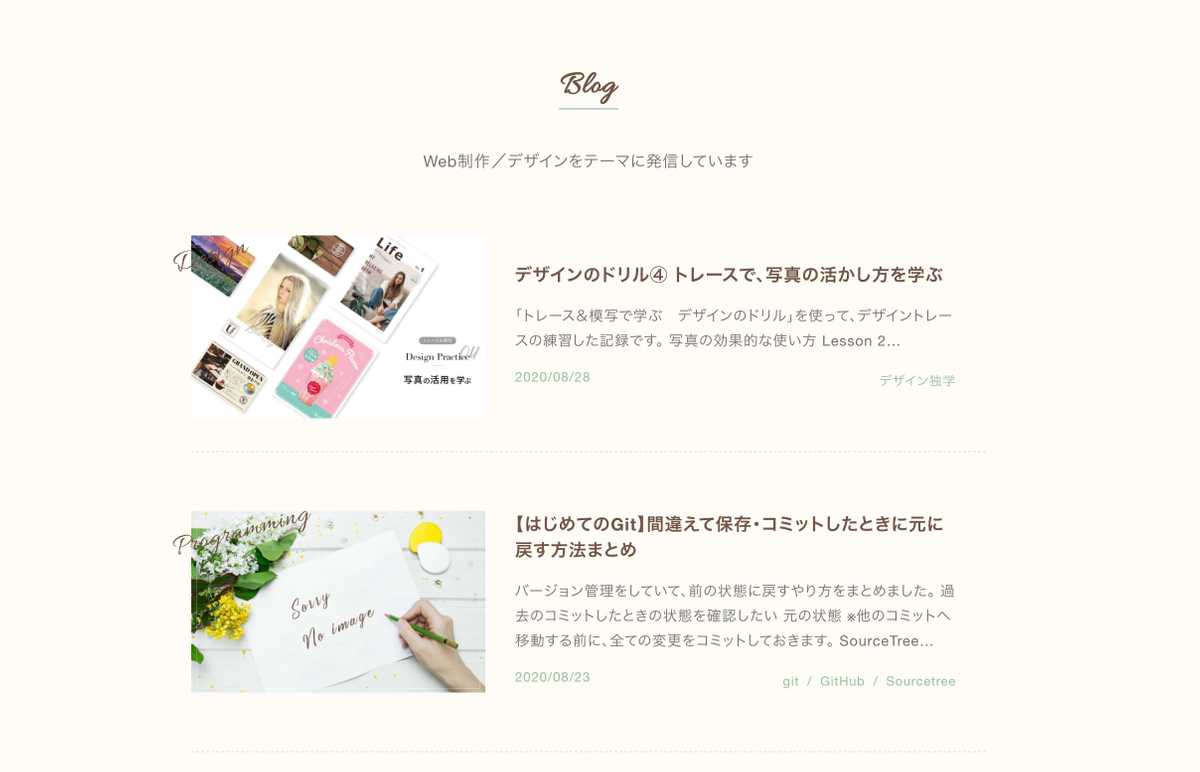 Blog
Web制作／デザインをテーマに発信しています
Design
Life
GRAND OPEN
Christmas
Design Practice
写真の活用を学ぶ
デザインのドリル④ トレースで、写真の活かし方を学ぶ
「トレース＆模写で学ぶ　デザインのドリル」を使って、デザイントレー
スの練習した記録です。 写真の効果的な使い方 Lesson 2...
2020/08/28
デザイン独学
Programming
Sorry
No image
【はじめてのGit】間違えて保存・コミットしたときに元に
戻す方法まとめ
バージョン管理をしていて、前の状態に戻すやり方をまとめました。 過
去のコミットしたときの状態を確認したい 元の状態 ※他のコミットへ
移動する前に、全ての変更をコミットしておきます。 SourceTree...
2020/08/23
git / GitHub / Sourcetree